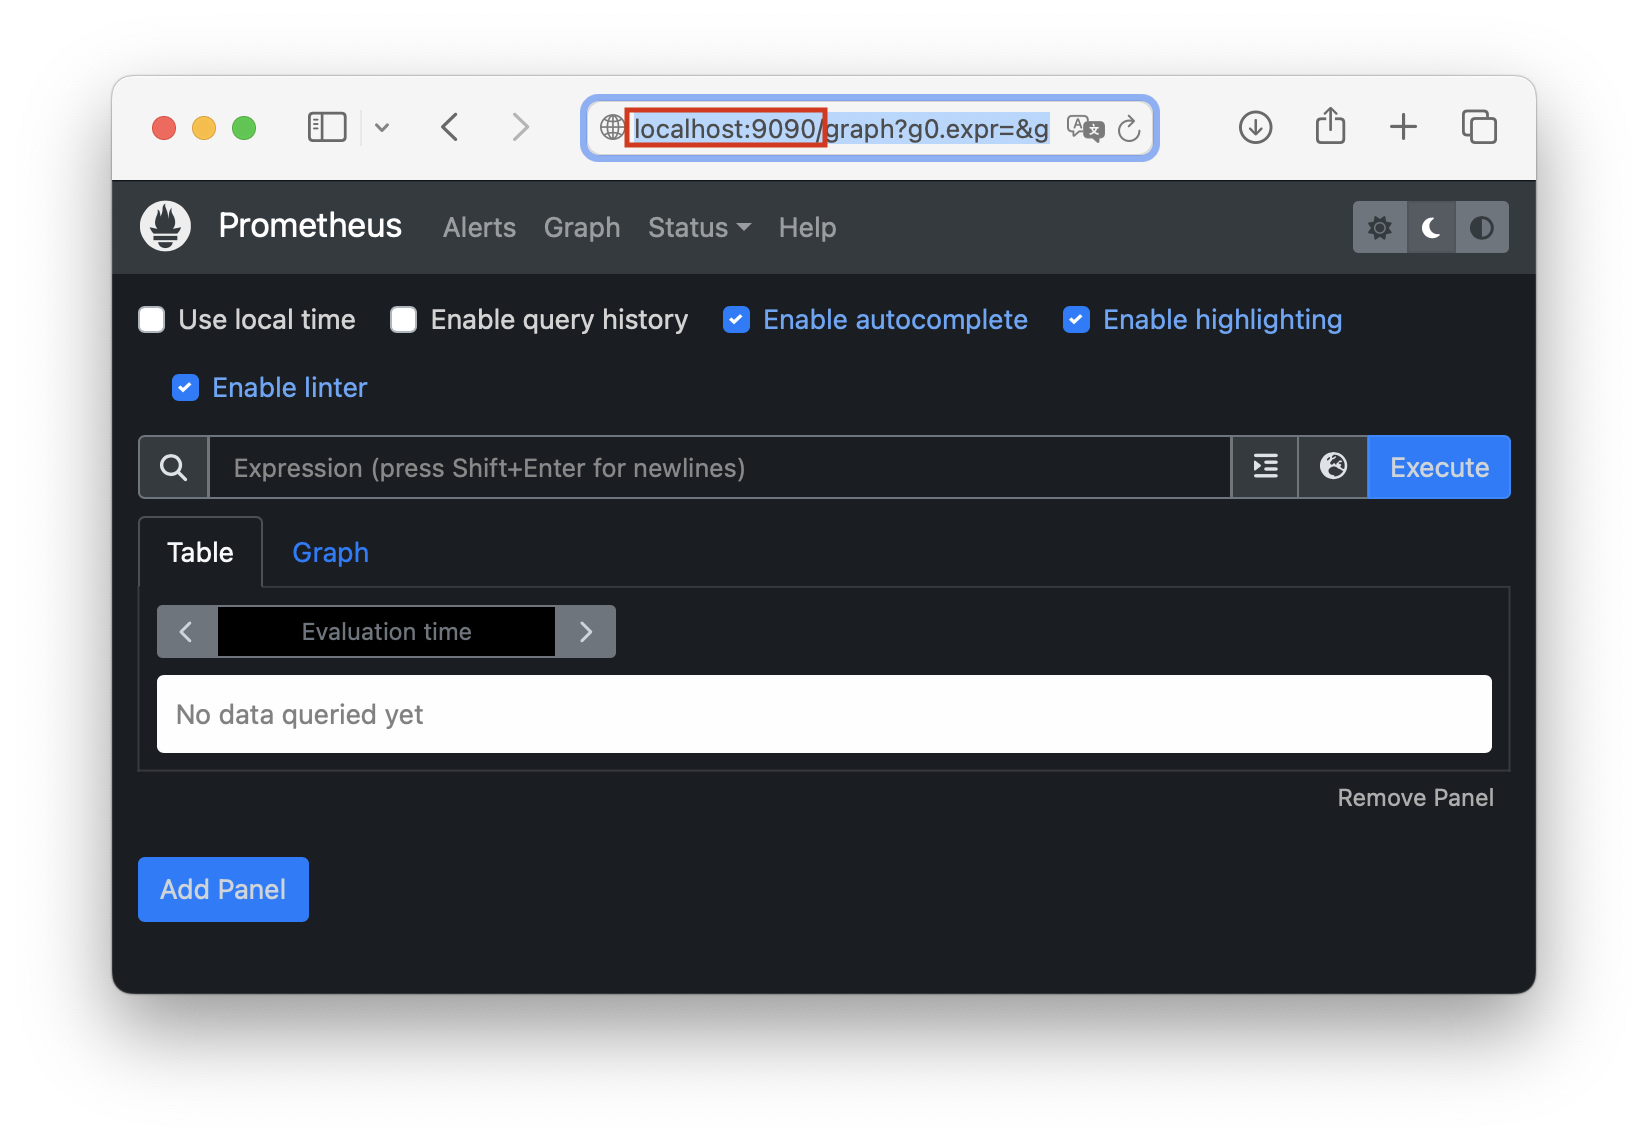 localhost:9090/graph?g0.expr=&g
Prometheus Alerts Graph Status Help
Use local time Enable query history Enable autocomplete Enable highlighting
Enable linter
Expression (press Shift+Enter for newlines) Execute
Table Graph
Evaluation time
No data queried yet
Remove Panel
Add Panel